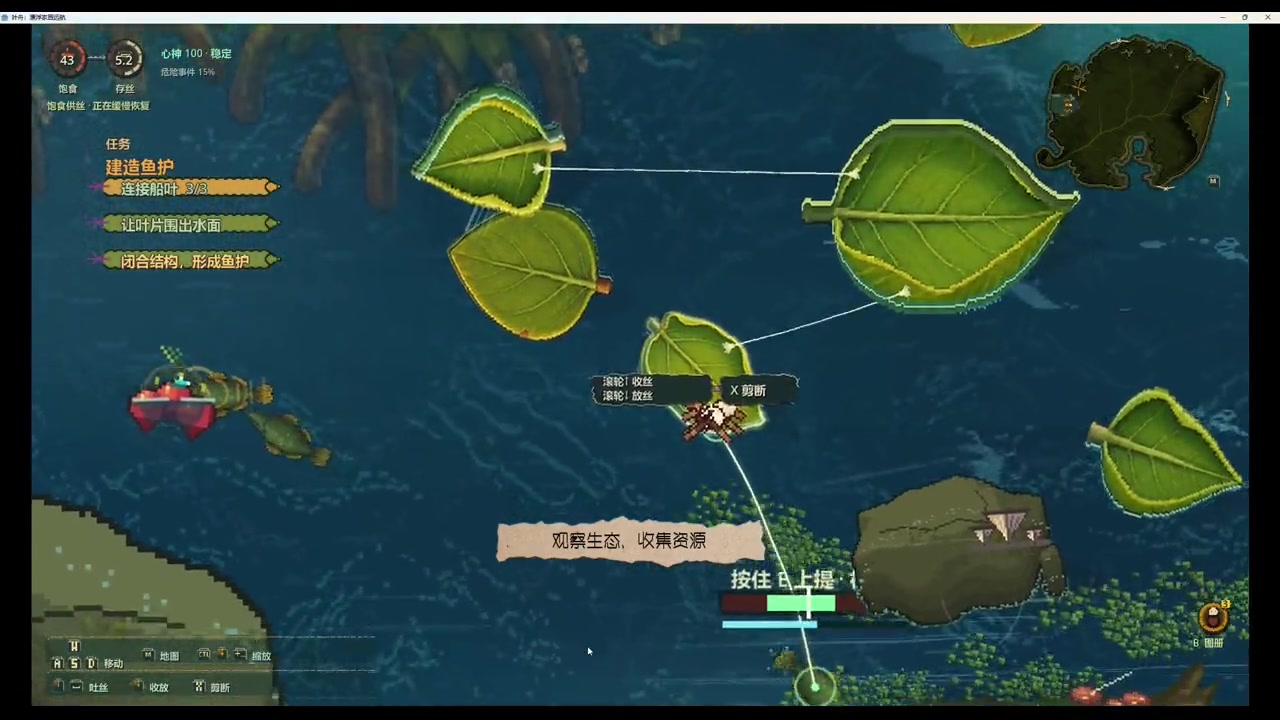 叶舟：漂浮家园远航
43
5.2
心神 100 · 稳定
危险事件 15%
饱食
存丝
饱食供丝 · 正在缓慢恢复
任务
建造鱼护
连接船叶 3/3
让叶片围出水面
闭合结构，形成鱼护
M
滚轮↑ 收丝
滚轮↓ 放丝
X 剪断
观察生态，收集资源
按住 E 上提 ·
3
B 图册
W
A S D 移动
M 地图
缩放
吐丝
收放
X 剪断